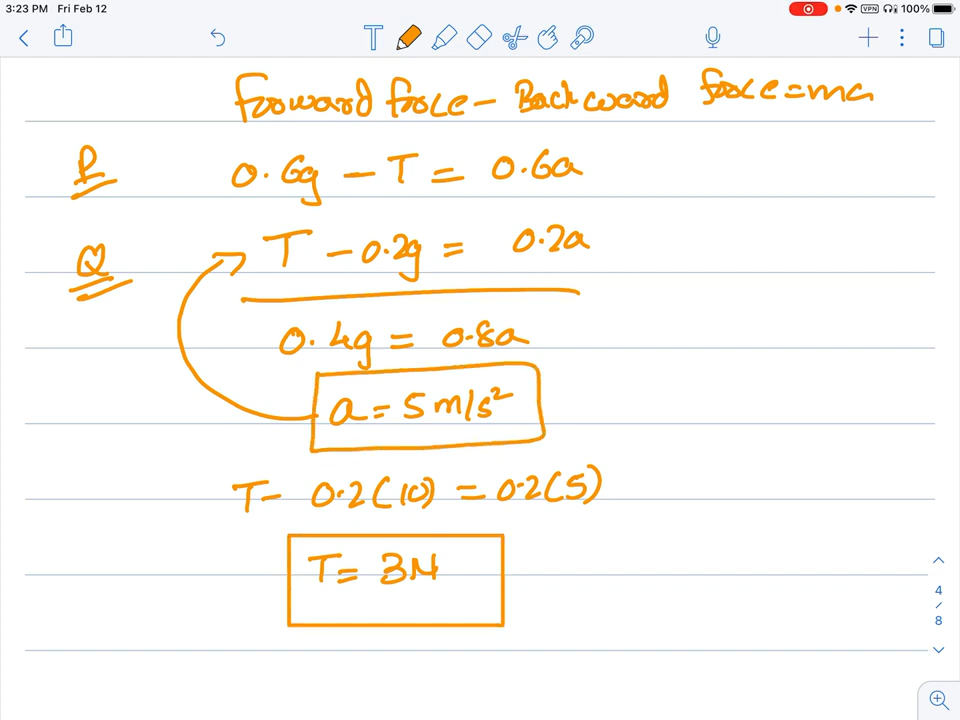 3:23 PM Fri Feb 12 VPN 100%
Forward force - Backward force = ma
P 0.6g - T = 0.6a
Q T - 0.2g = 0.2a
0.4g = 0.8a
a = 5 m/s²
T - 0.2(10) = 0.2(5)
T = 3N
4
/
8